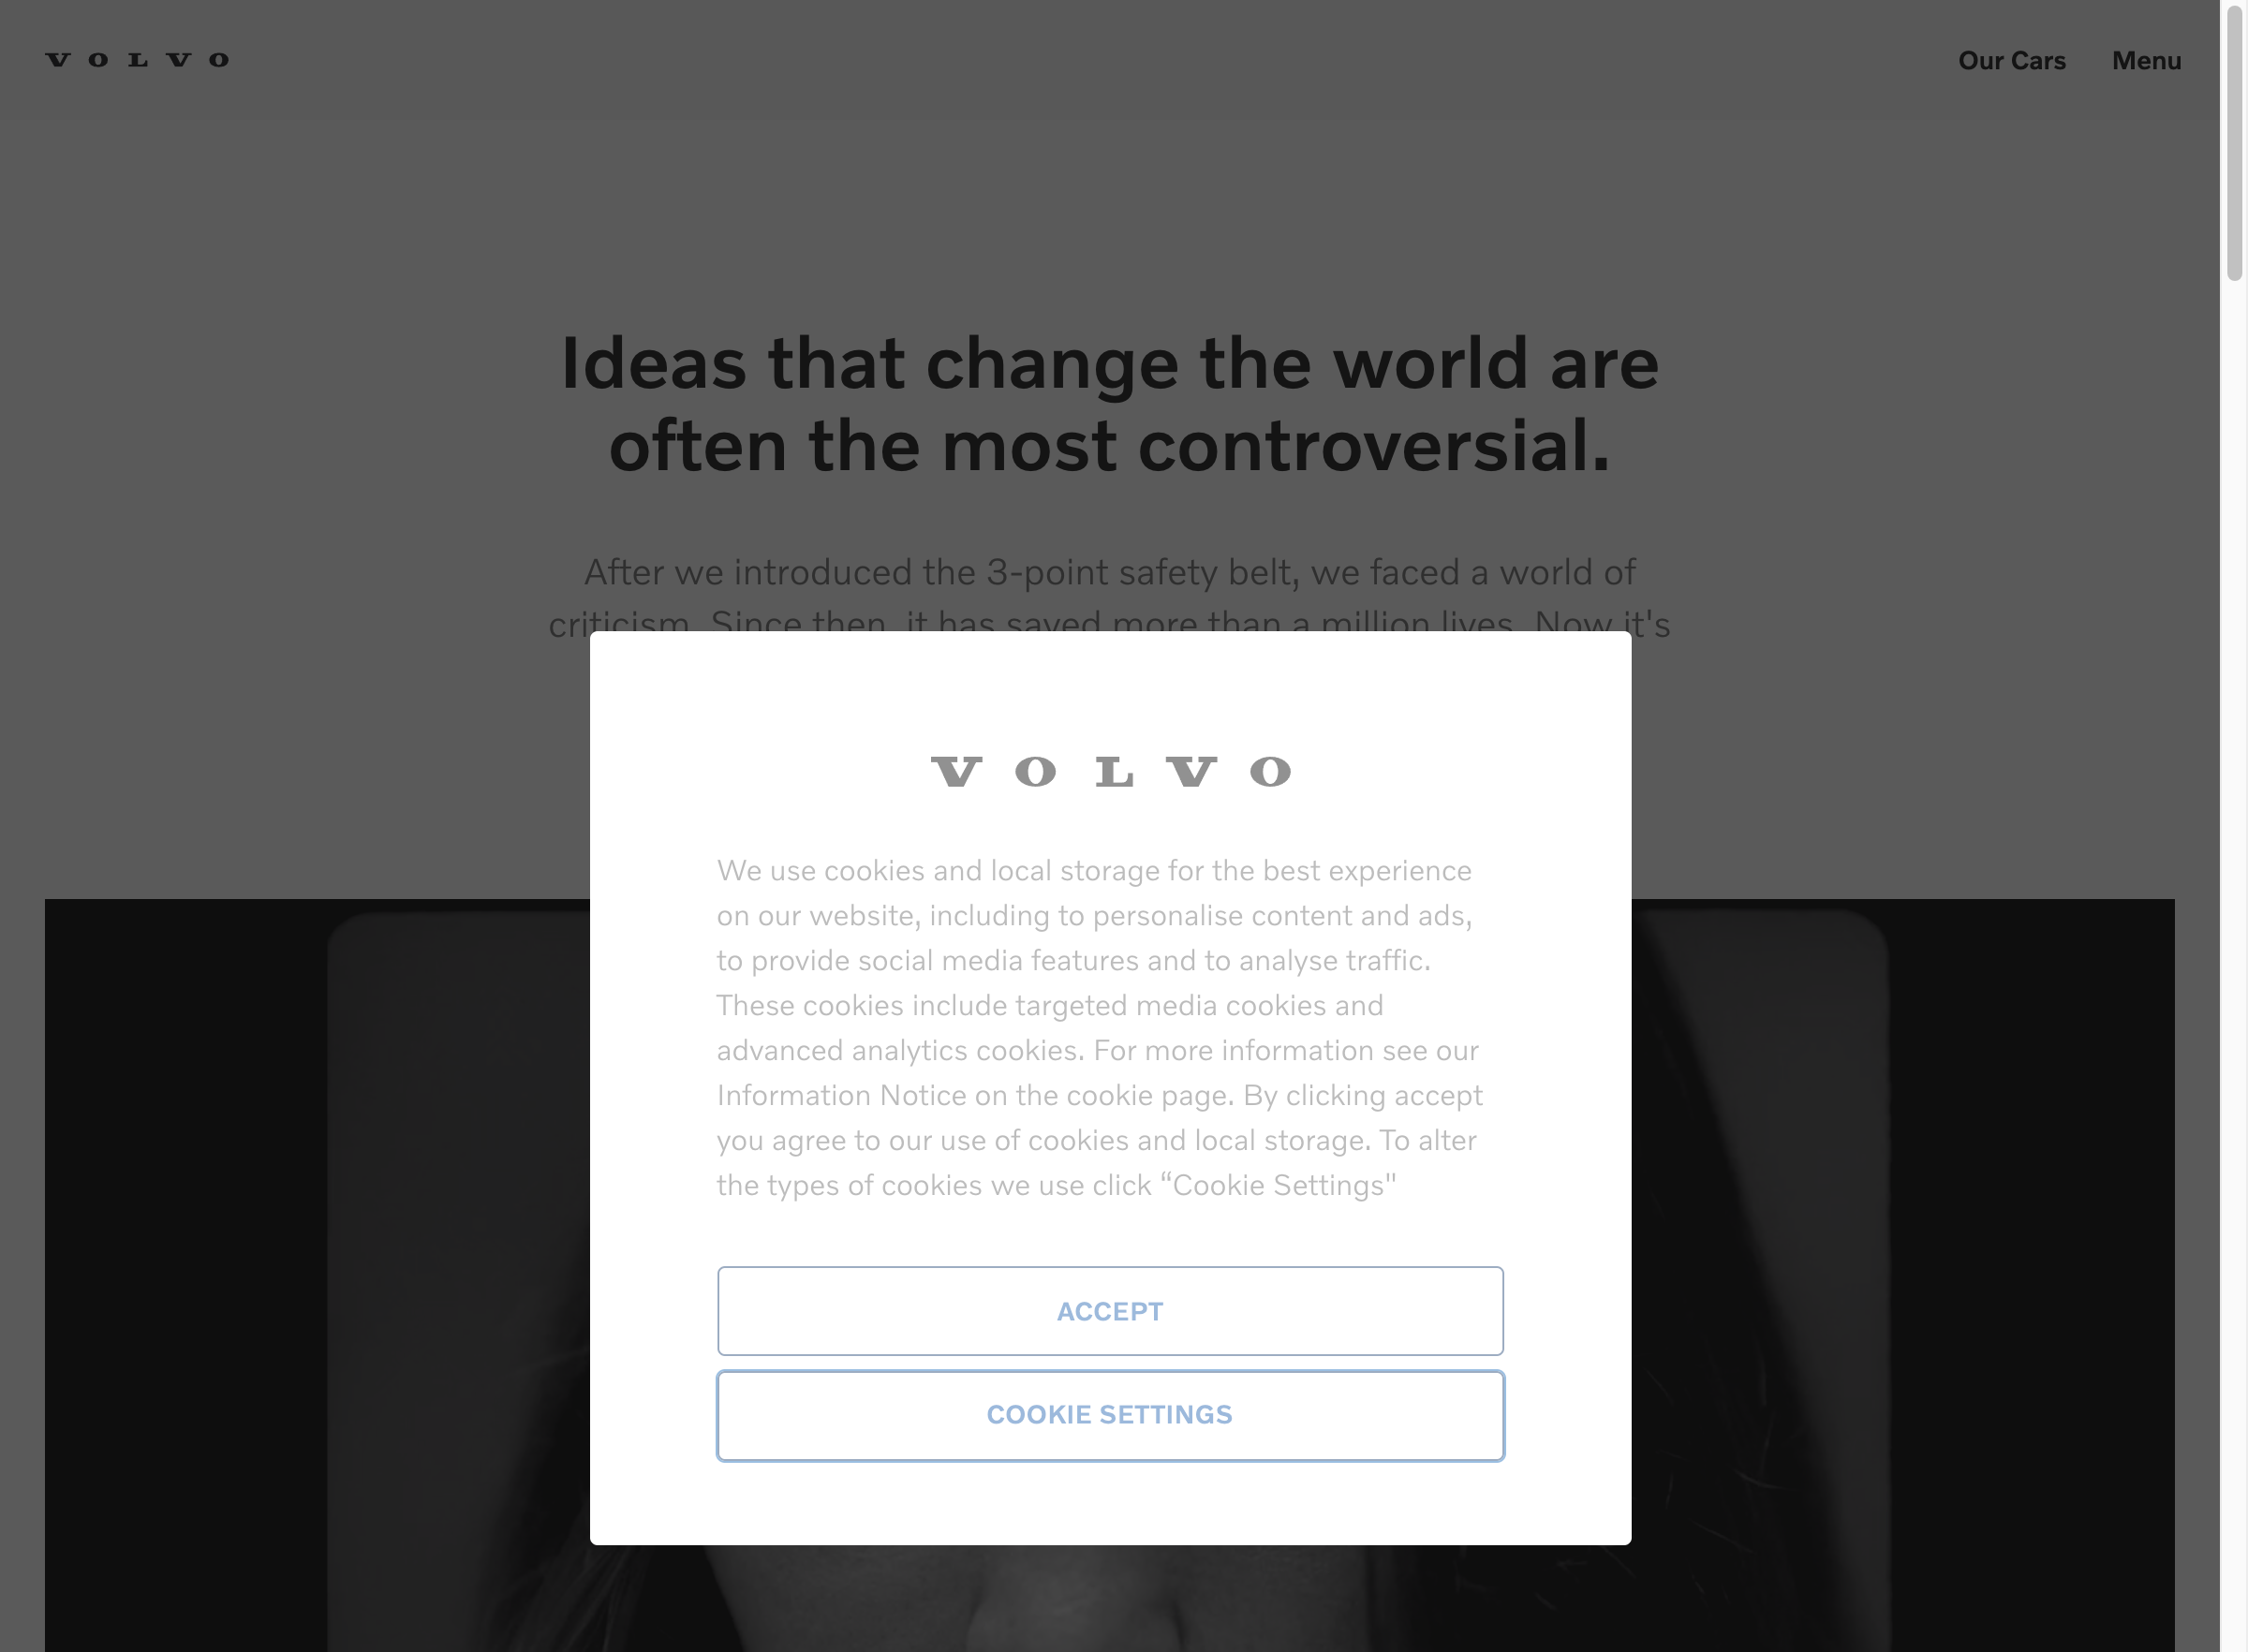 VOLVO
Our Cars
Menu
Ideas that change the world are
often the most controversial.
After we introduced the 3-point safety belt, we faced a world of
criticism. Since then, it has saved more than a million lives. Now it's
VOLVO
We use cookies and local storage for the best experience
on our website, including to personalise content and ads,
to provide social media features and to analyse traffic.
These cookies include targeted media cookies and
advanced analytics cookies. For more information see our
Information Notice on the cookie page. By clicking accept
you agree to our use of cookies and local storage. To alter
the types of cookies we use click “Cookie Settings"
ACCEPT
COOKIE SETTINGS